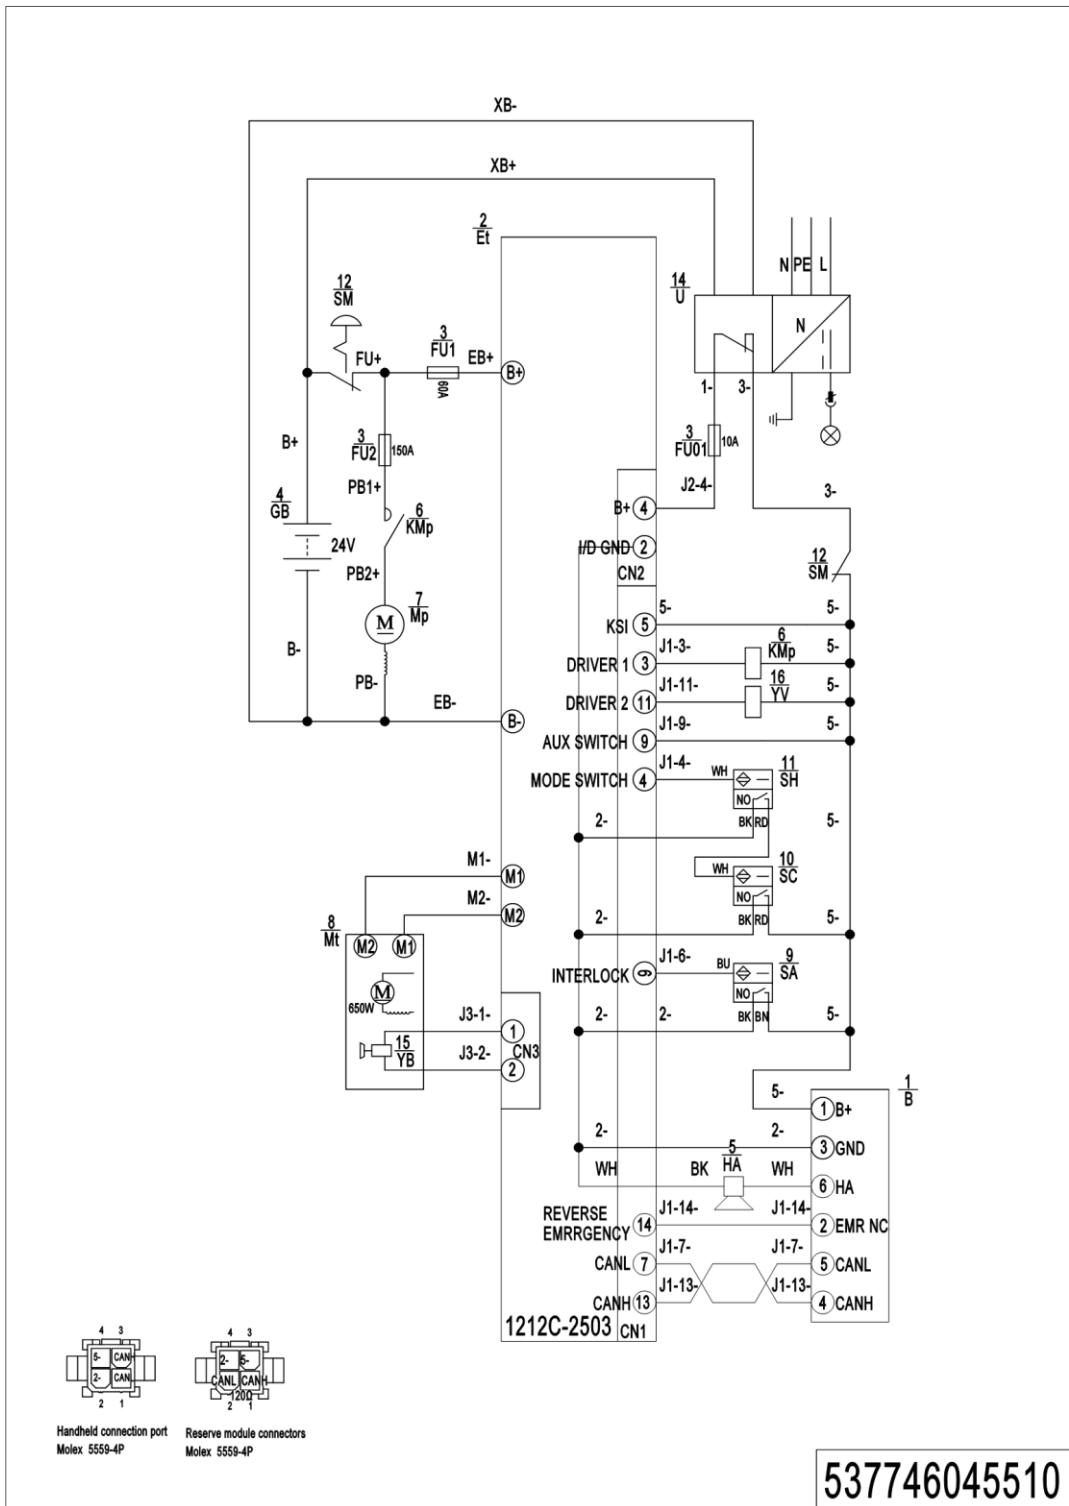 XB-
XB+
2
Et
N PE L
14
U
N
12
SM
FU+
3
FU1
EB+
B+
60A
1-
3-
3
FU2
150A
3
FU01
10A
B+
PB1+
J2-4-
3-
4
GB
24V
6
KMp
B+ 4
I/D GND 2
CN2
12
SM
PB2+
7
Mp
M
5-
5-
KSI 5
6
KMp
J1-3-
5-
DRIVER 1 3
16
YV
B-
PB-
J1-11-
5-
EB-
DRIVER 2 11
B-
J1-9-
5-
AUX SWITCH 9
J1-4-
MODE SWITCH 4
WH
11
SH
NO
BK RD
2-
5-
M1-
M1
WH
10
SC
NO
M2-
M2
BK RD
2-
5-
8
Mt
M2 M1
INTERLOCK 6
J1-6-
BU
9
SA
M
650W
NO
BK BN
2-
2-
5-
J3-1-
1
15
YB
CN3
J3-2-
2
5-
1
B
1 B+
2-
2-
3 GND
5
HA
WH
BK
WH
6 HA
J1-14-
J1-14-
REVERSE
EMRRGENCY 14
2 EMR NC
J1-7-
J1-7-
CANL 7
5 CANL
J1-13-
J1-13-
CANH 13
4 CANH
1212C-2503
CN1
4 3
5- CANH
2- CANL
2 1
4 3
2- 5-
CANL CANH
120Ω
2 1
Handheld connection port
Molex 5559-4P
Reserve module connectors
Molex 5559-4P
537746045510